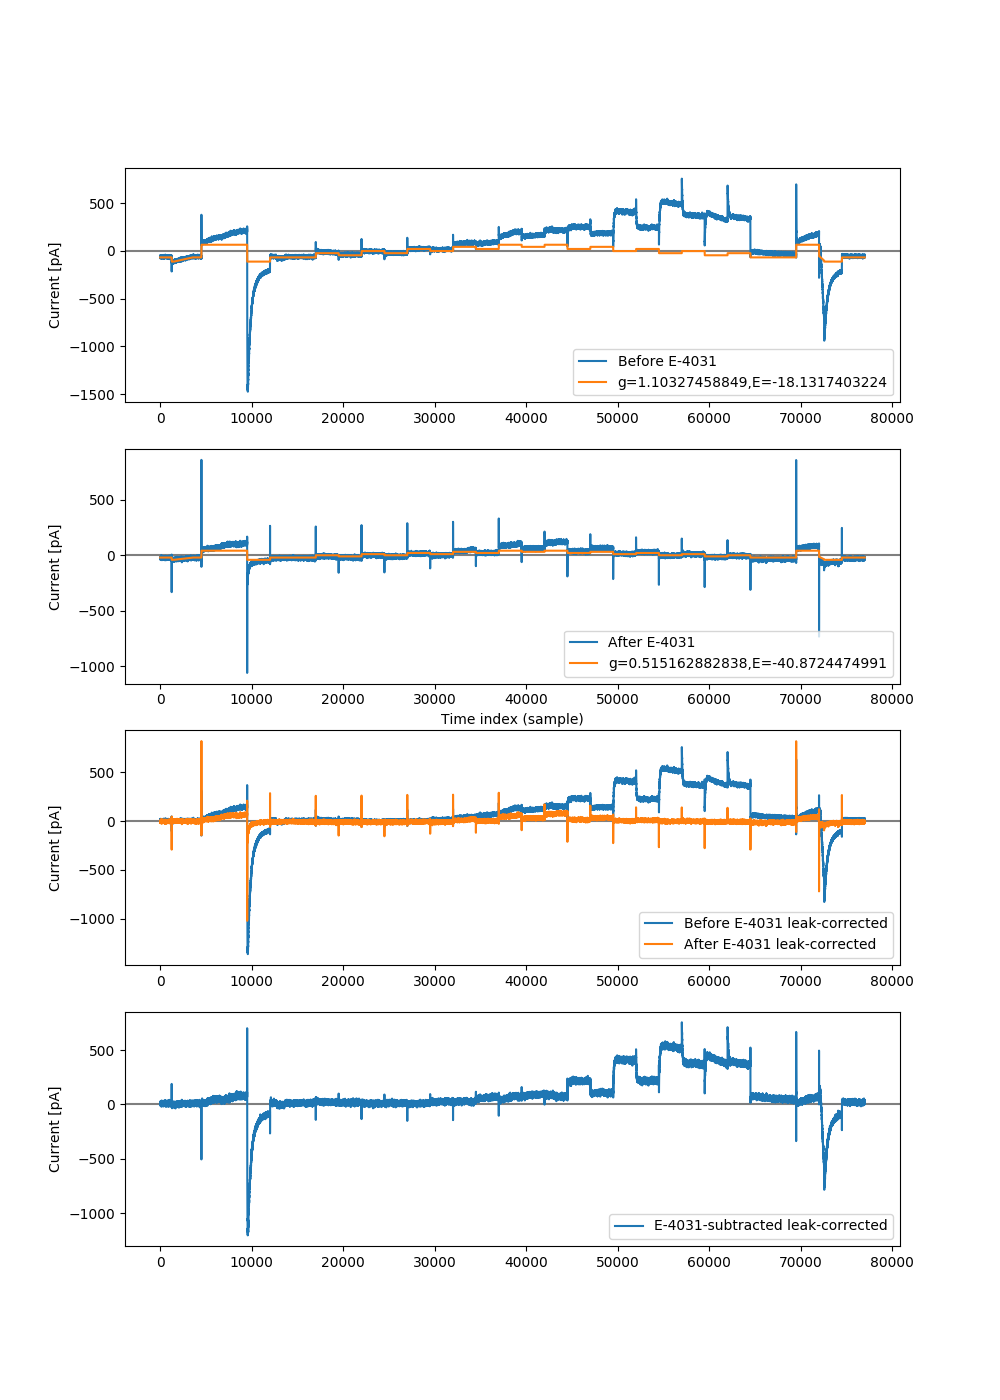 500
0
−500
−1000
−1500
Current [pA]
Before E-4031
g=1.10327458849,E=-18.1317403224
0 10000 20000 30000 40000 50000 60000 70000 80000
500
0
−500
−1000
Current [pA]
After E-4031
g=0.515162882838,E=-40.8724474991
0 10000 20000 30000 40000 50000 60000 70000 80000
Time index (sample)
500
0
−500
−1000
Current [pA]
Before E-4031 leak-corrected
After E-4031 leak-corrected
0 10000 20000 30000 40000 50000 60000 70000 80000
500
0
−500
−1000
Current [pA]
E-4031-subtracted leak-corrected
0 10000 20000 30000 40000 50000 60000 70000 80000